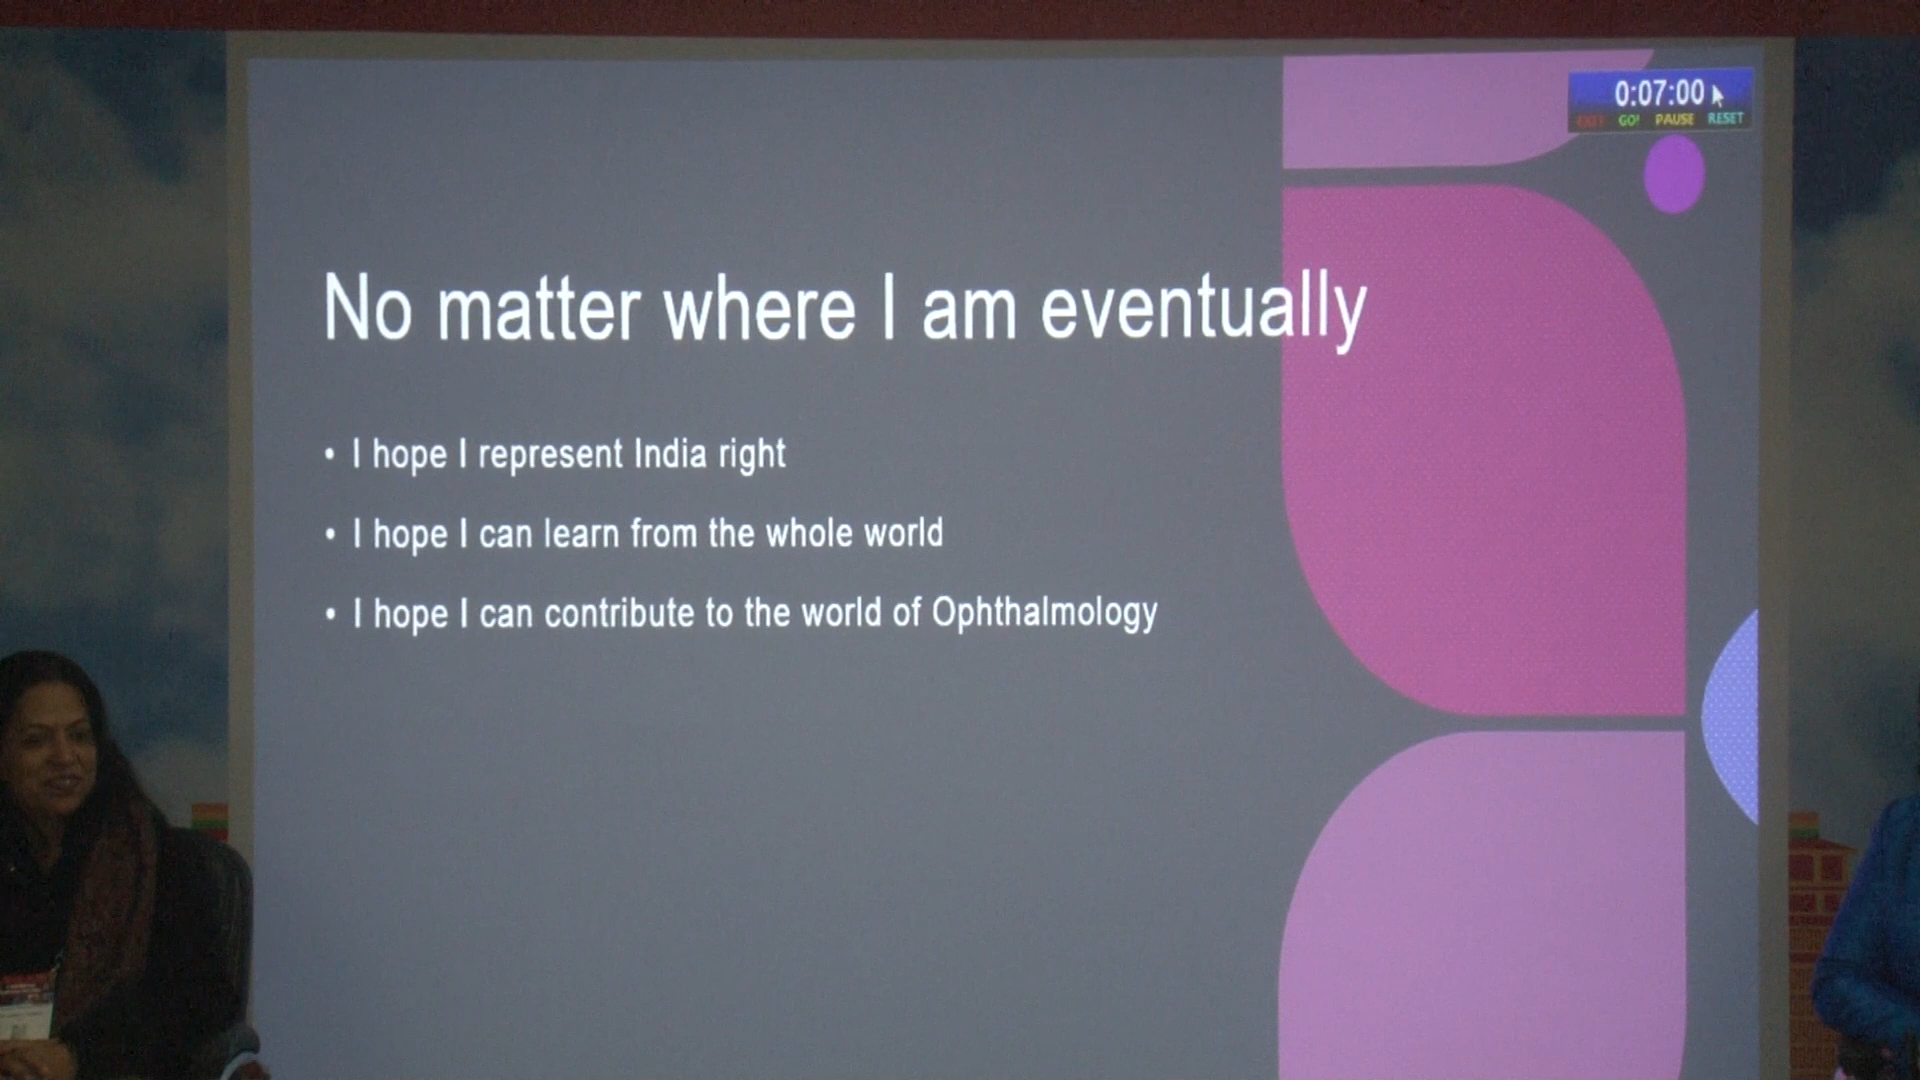 0:07:00
EXIT GO! PAUSE RESET
No matter where I am eventually
• I hope I represent India right
• I hope I can learn from the whole world
• I hope I can contribute to the world of Ophthalmology